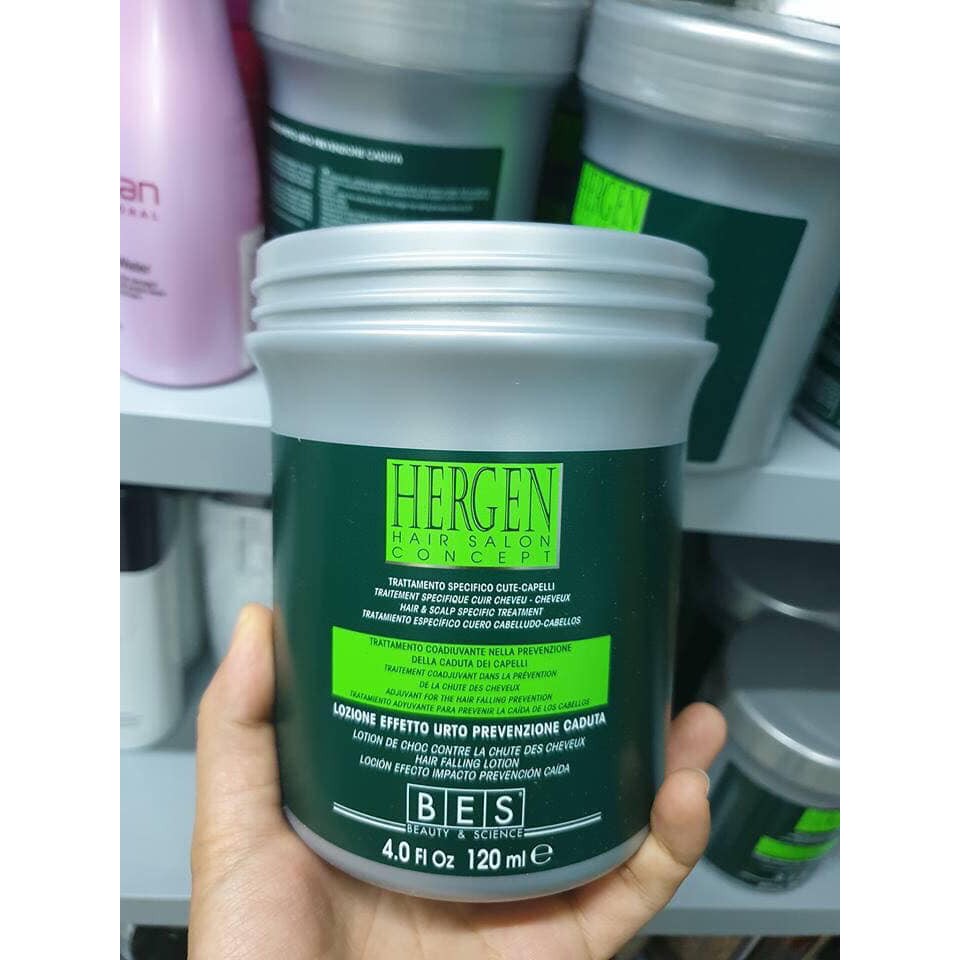 PREVENZIONE CADUTA
HERGEN
an
HERGEN
HAIR SALON
CONCEPT
TRATTAMENTO SPECIFICO CUTE-CAPELLI
TRAITEMENT SPECIFIQUE CUIR CHEVEU - CHEVEUX
HAIR & SCALP SPECIFIC TREATMENT
TRATAMIENTO ESPECÍFICO CUERO CABELLUDO-CABELLOS
TRATTAMENTO COADIUVANTE NELLA PREVENZIONE
DELLA CADUTA DEI CAPELLI
TRAITEMENT COADJUVANT DANS LA PRÉVENTION
DE LA CHUTE DES CHEVEUX
ADJUVANT FOR THE HAIR FALLING PREVENTION
TRATAMIENTO ADYUVANTE PARA PREVENIR LA CAÍDA DE LOS CABELLOS
LOZIONE EFFETTO URTO PREVENZIONE CADUTA
LOTION DE CHOC CONTRE LA CHUTE DES CHEVEUX
HAIR FALLING LOTION
LOCIÓN EFECTO IMPACTO PREVENCIÓN CAÍDA
BES®
BEAUTY & SCIENCE
4.0 Fl Oz 120 ml ℮